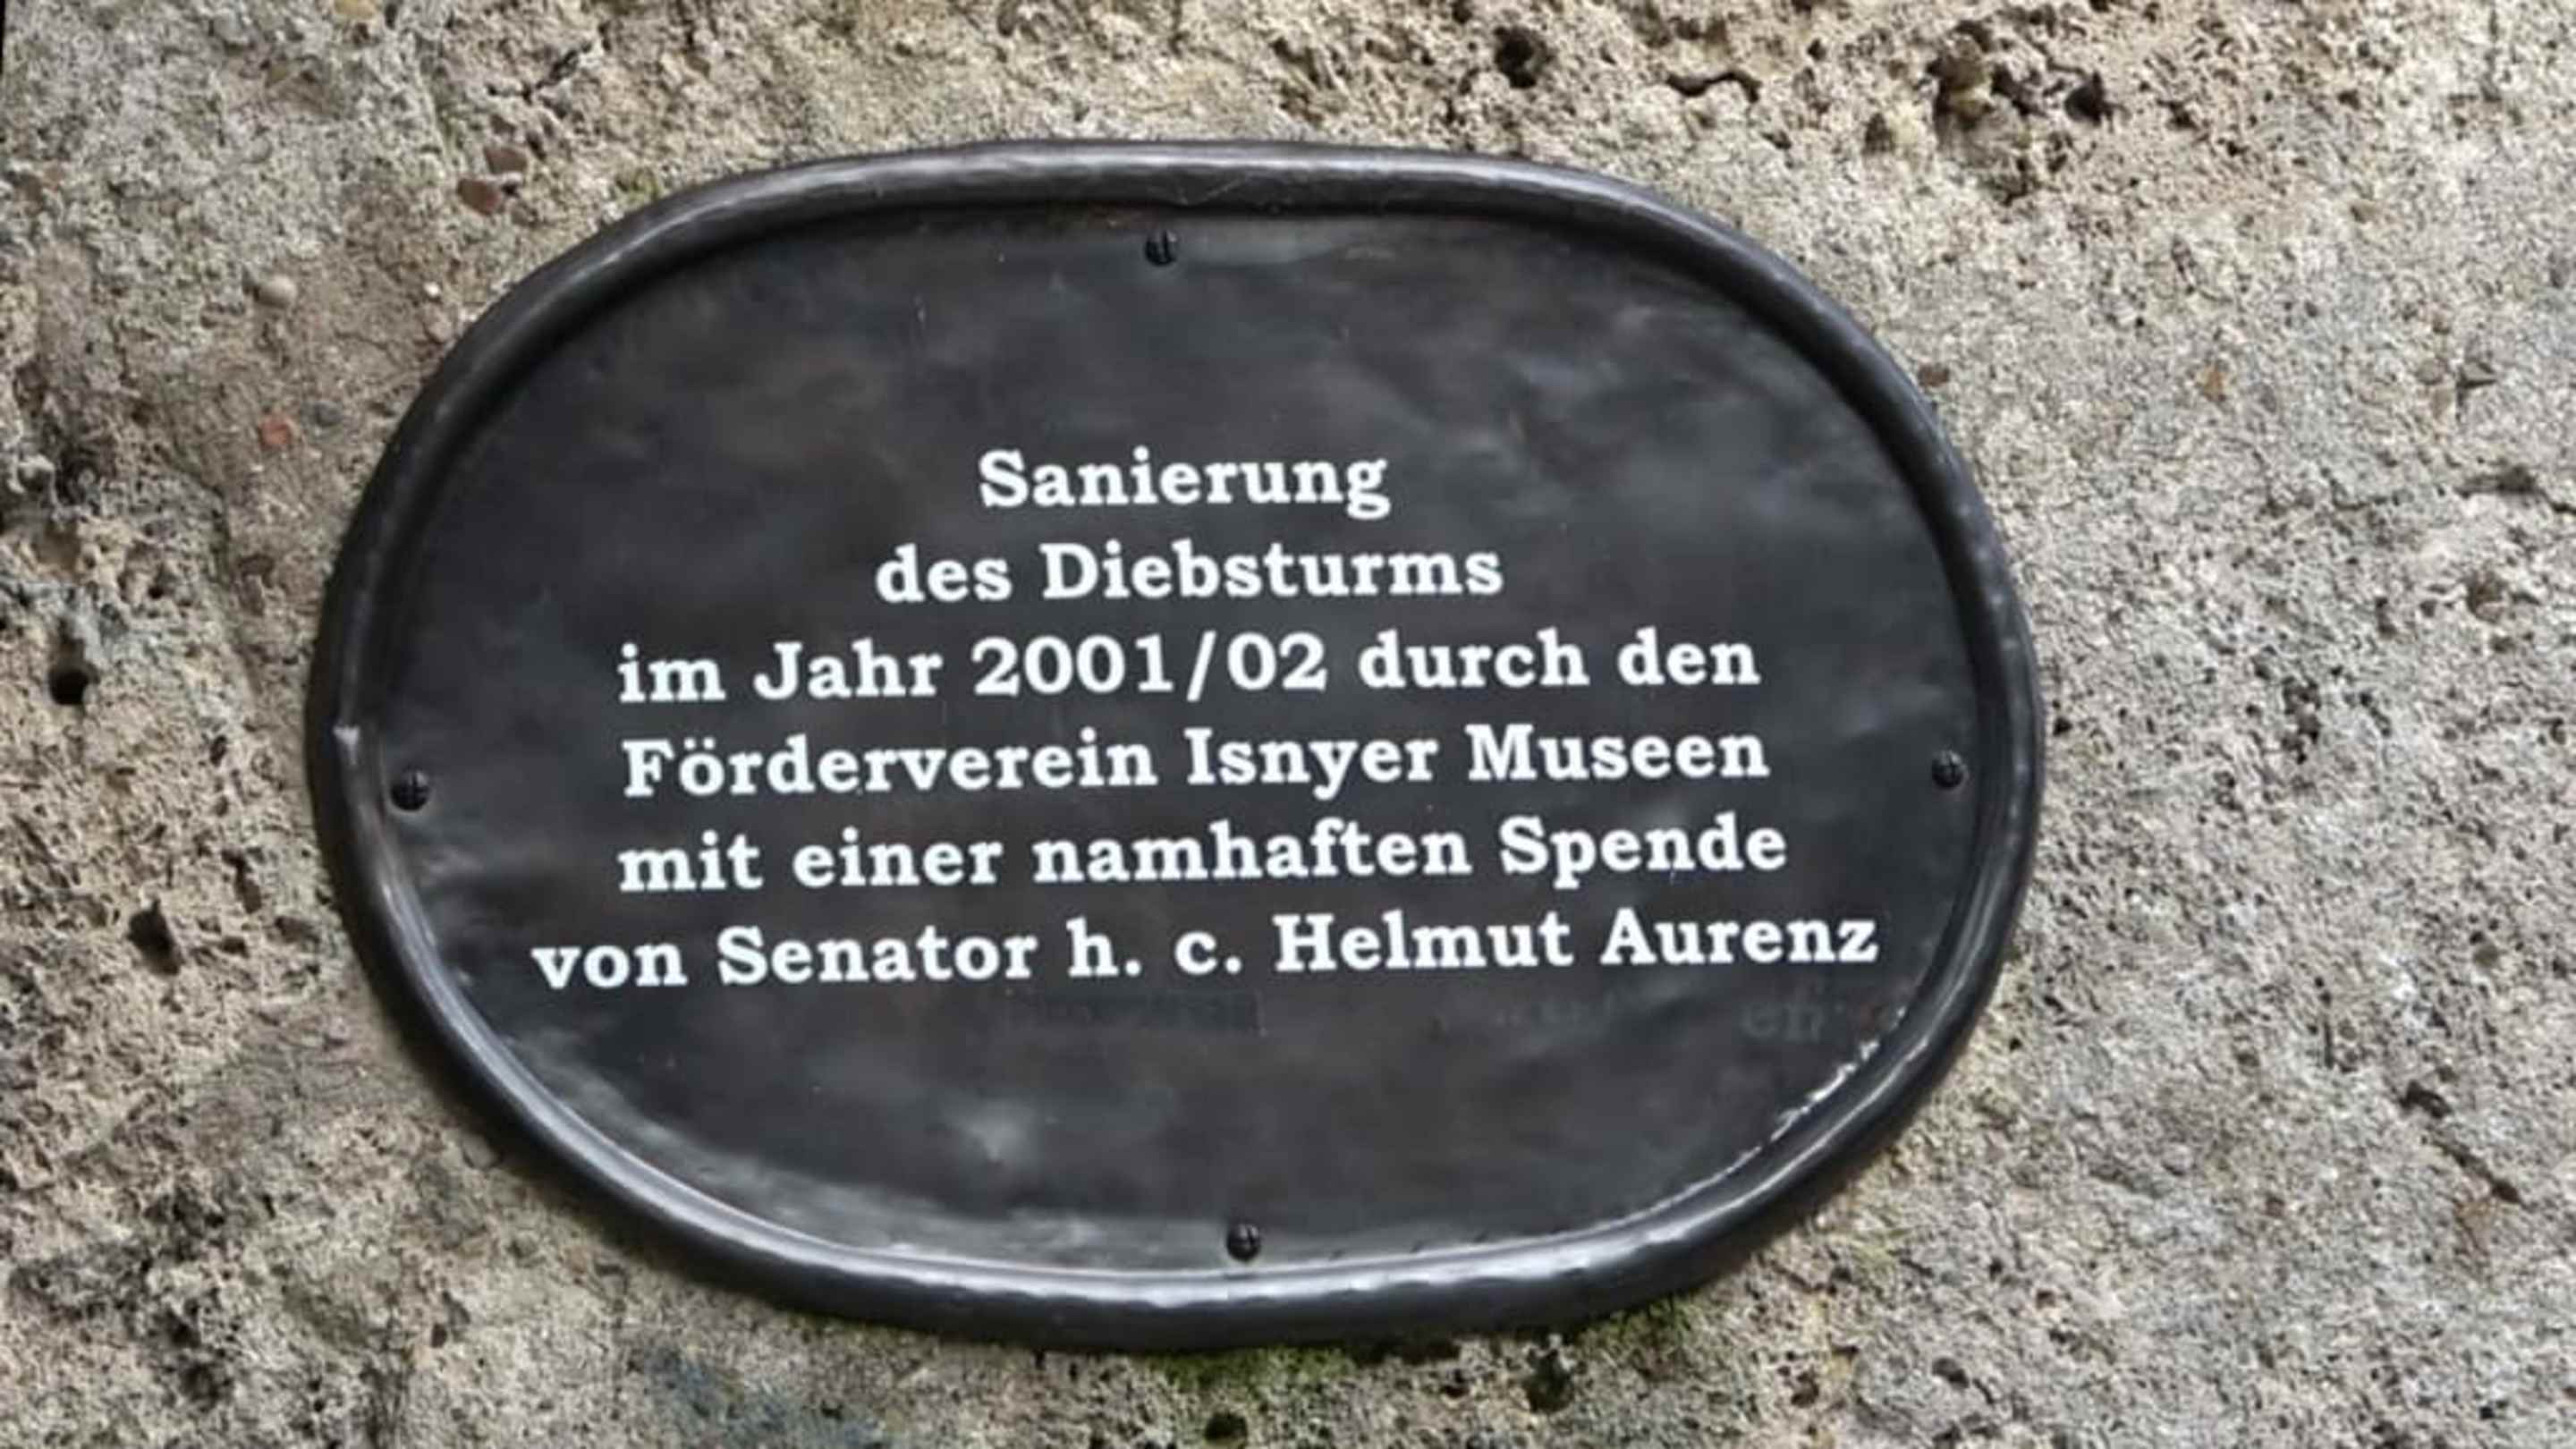 Sanierung
des Diebsturms
im Jahr 2001/02 durch den
Förderverein Isnyer Museen
mit einer namhaften Spende
von Senator h. c. Helmut Aurenz